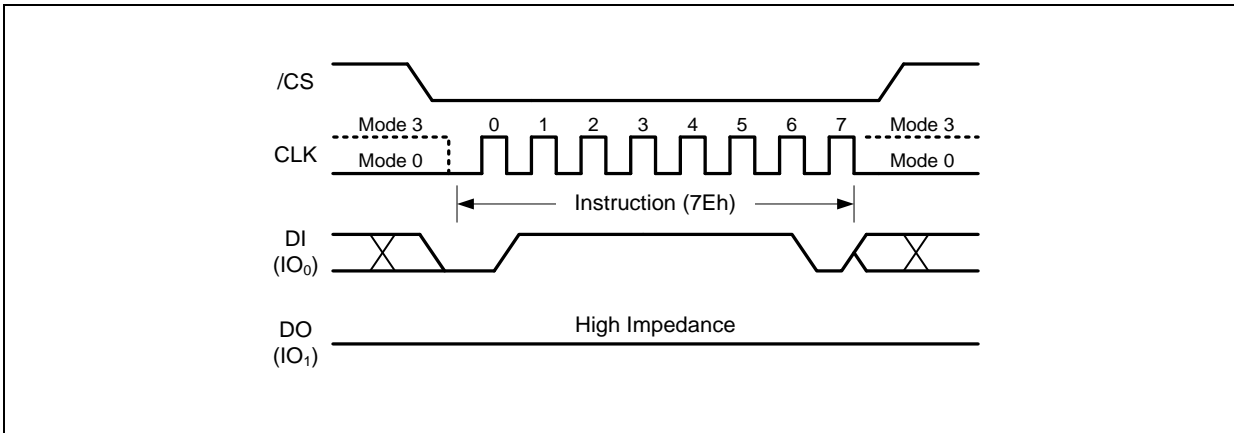 /CS
Mode 3 0 1 2 3 4 5 6 7 Mode 3
CLK
Mode 0 Mode 0
Instruction (7Eh)
DI
(IO₀)
High Impedance
DO
(IO₁)